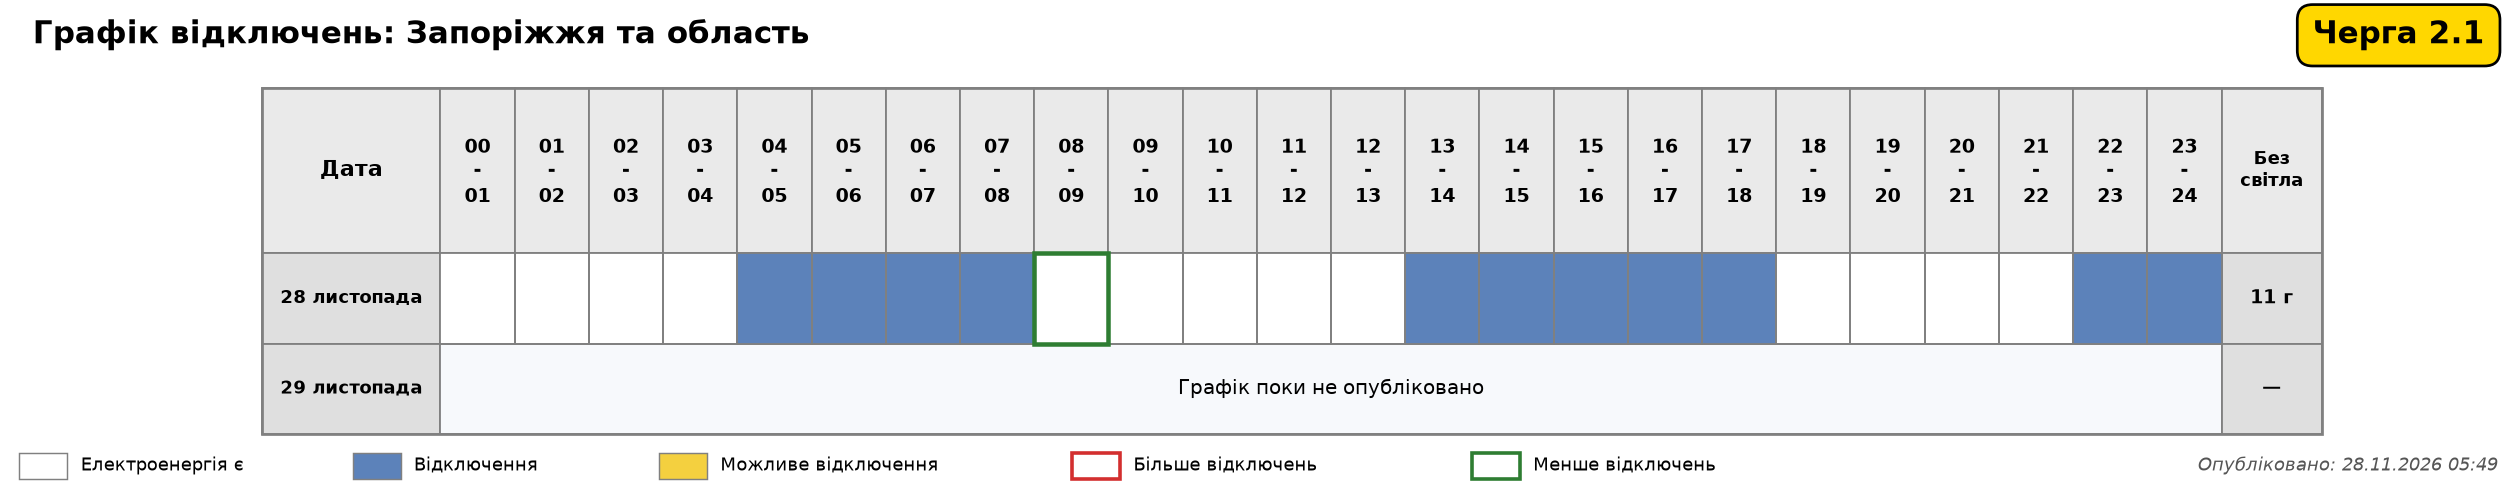 Графік відключень: Запоріжжя та область
Черга 2.1
Дата
00 - 01
01 - 02
02 - 03
03 - 04
04 - 05
05 - 06
06 - 07
07 - 08
08 - 09
09 - 10
10 - 11
11 - 12
12 - 13
13 - 14
14 - 15
15 - 16
16 - 17
17 - 18
18 - 19
19 - 20
20 - 21
21 - 22
22 - 23
23 - 24
Без
світла
28 листопада
11 г
29 листопада
Графік поки не опубліковано
—
Електроенергія є
Відключення
Можливе відключення
Більше відключень
Менше відключень
Опубліковано: 28.11.2026 05:49